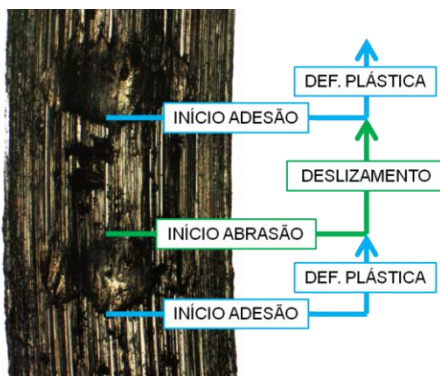 DEF. PLÁSTICA
INÍCIO ADESÃO
DESLIZAMENTO
INÍCIO ABRASÃO
DEF. PLÁSTICA
INÍCIO ADESÃO